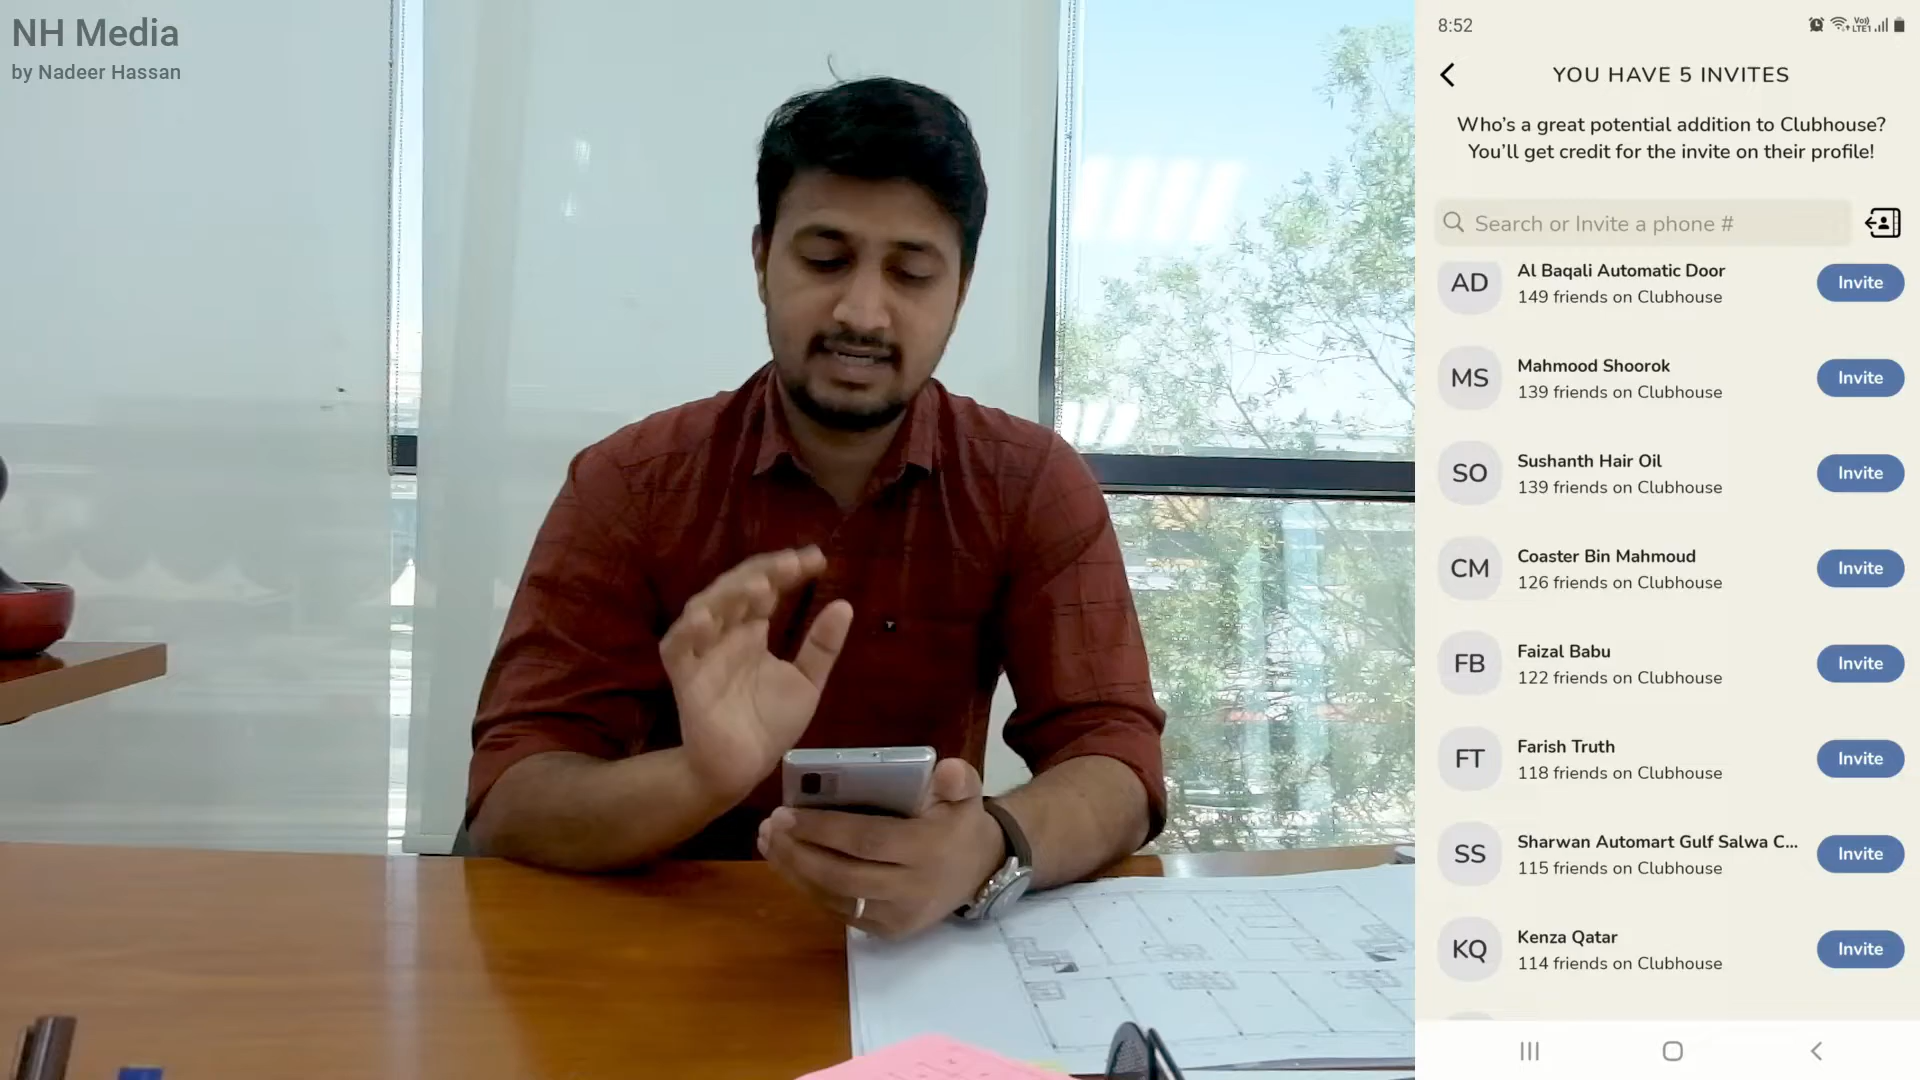 NH Media
by Nadeer Hassan
8:52
YOU HAVE 5 INVITES
Who's a great potential addition to Clubhouse?
You'll get credit for the invite on their profile!
Search or Invite a phone #
AD
Al Baqali Automatic Door
149 friends on Clubhouse
Invite
MS
Mahmood Shoorok
139 friends on Clubhouse
Invite
SO
Sushanth Hair Oil
139 friends on Clubhouse
Invite
CM
Coaster Bin Mahmoud
126 friends on Clubhouse
Invite
FB
Faizal Babu
122 friends on Clubhouse
Invite
FT
Farish Truth
118 friends on Clubhouse
Invite
SS
Sharwan Automart Gulf Salwa C...
115 friends on Clubhouse
Invite
KQ
Kenza Qatar
114 friends on Clubhouse
Invite